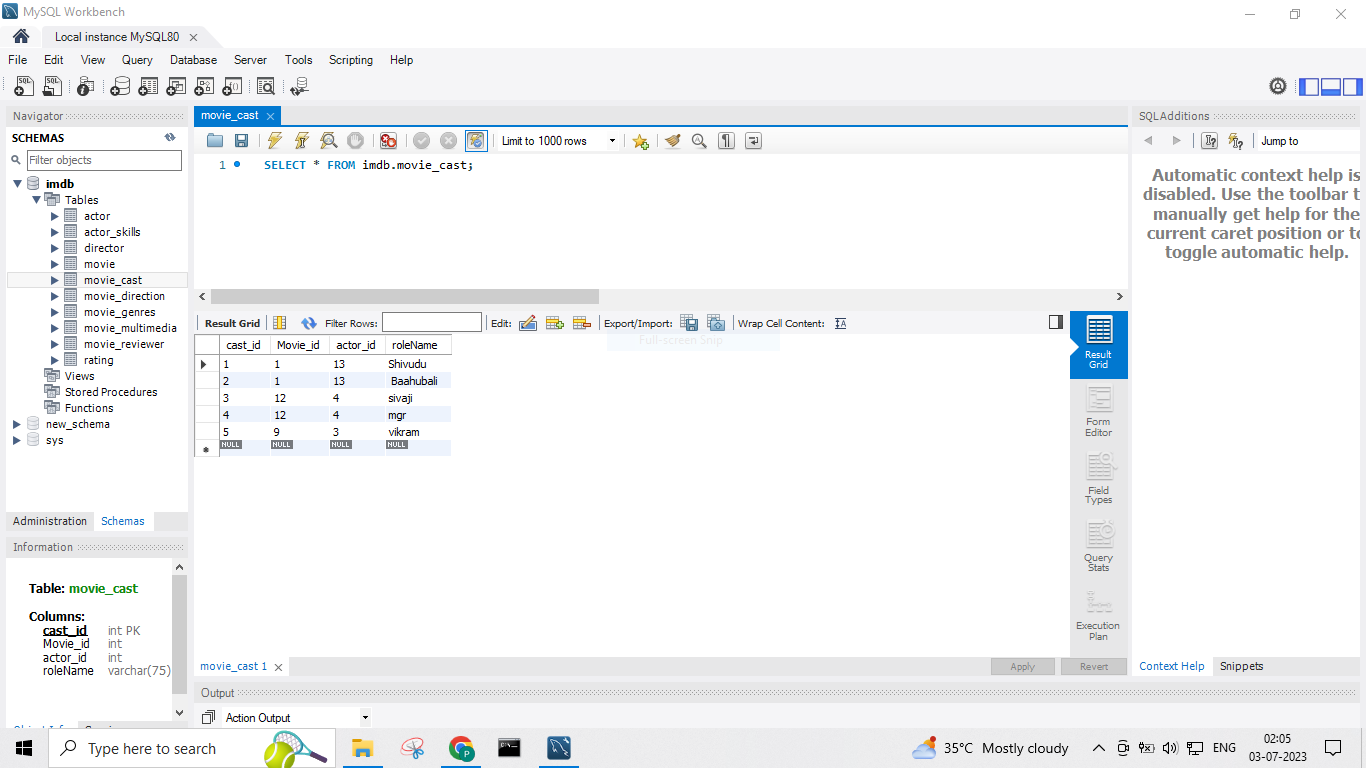 MySQL Workbench
Local instance MySQL80
File Edit View Query Database Server Tools Scripting Help
Navigator
SCHEMAS
Filter objects
imdb
Tables
actor
actor_skills
director
movie
movie_cast
movie_direction
movie_genres
movie_multimedia
movie_reviewer
rating
Views
Stored Procedures
Functions
new_schema
sys
Administration Schemas
Information
Table: movie_cast
Columns:
cast_id int PK
Movie_id int
actor_id int
roleName varchar(75)
movie_cast
Limit to 1000 rows
1 SELECT * FROM imdb.movie_cast;
Result Grid Filter Rows: Edit: Export/Import: Wrap Cell Content:
Full-screen Snip
cast_id Movie_id actor_id roleName
1 1 13 Shivudu
2 1 13 Baahubali
3 12 4 sivaji
4 12 4 mgr
5 9 3 vikram
NULL NULL NULL NULL
Result
Grid
Form
Editor
Field
Types
Query
Stats
Execution
Plan
movie_cast 1
Apply Revert
Output
Action Output
SQLAdditions
Jump to
Automatic context help is
disabled. Use the toolbar t
manually get help for the
current caret position or to
toggle automatic help.
Context Help Snippets
Type here to search
35°C Mostly cloudy
ENG
02:05
03-07-2023